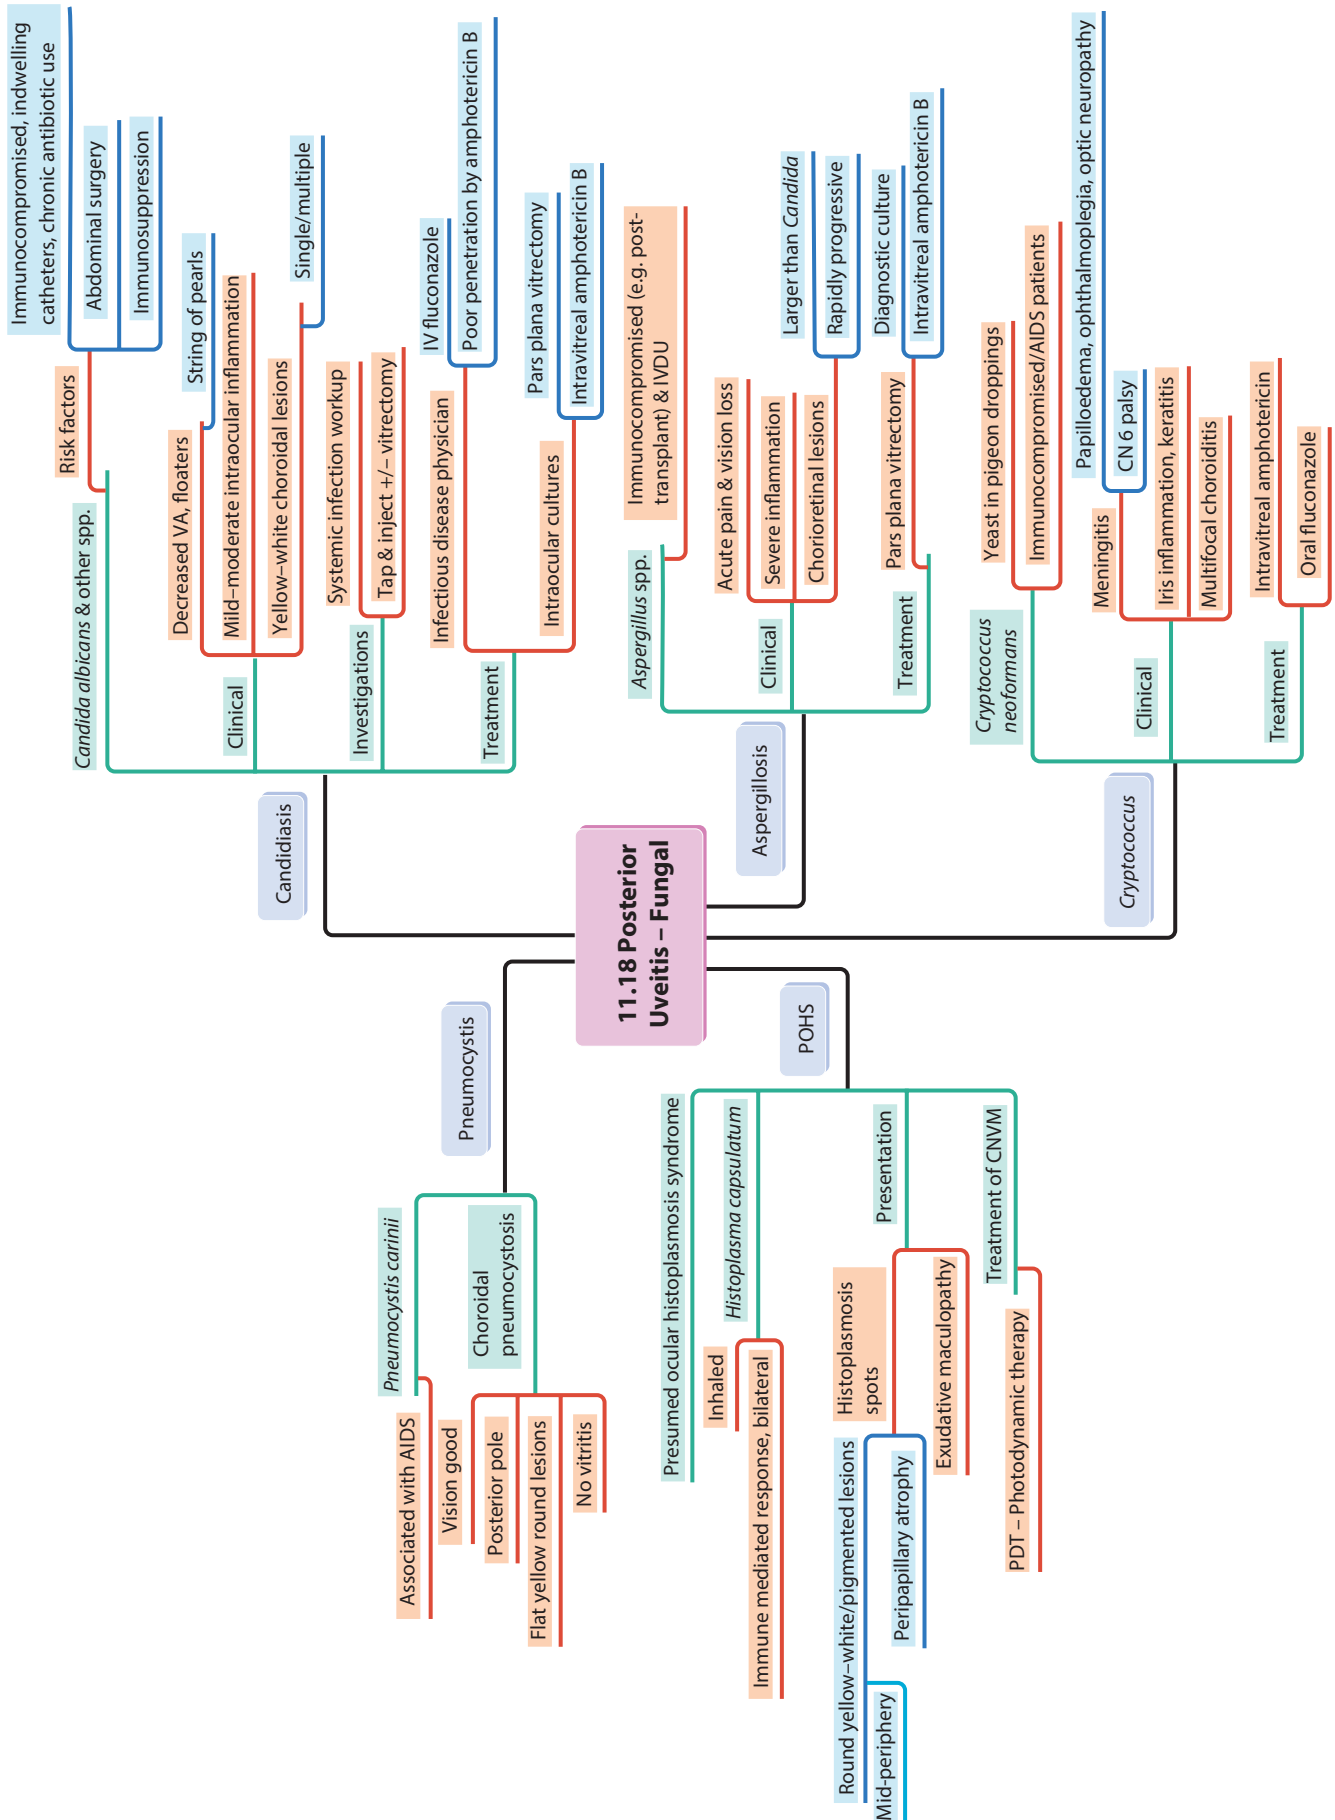 11.18 Posterior
Uveitis – Fungal
Candidiasis
Candida albicans & other spp.
Risk factors
Immunocompromised, indwelling
catheters, chronic antibiotic use
Abdominal surgery
Immunosuppression
Clinical
Decreased VA, floaters
String of pearls
Mild–moderate intraocular inflammation
Yellow–white choroidal lesions
Single/multiple
Investigations
Systemic infection workup
Tap & inject +/– vitrectomy
Treatment
Infectious disease physician
IV fluconazole
Poor penetration by amphotericin B
Intraocular cultures
Pars plana vitrectomy
Intravitreal amphotericin B
Aspergillosis
Aspergillus spp.
Immunocompromised (e.g. post-
transplant) & IVDU
Clinical
Acute pain & vision loss
Severe inflammation
Chorioretinal lesions
Larger than Candida
Rapidly progressive
Treatment
Pars plana vitrectomy
Diagnostic culture
Intravitreal amphotericin B
Cryptococcus
Cryptococcus
neoformans
Yeast in pigeon droppings
Immunocompromised/AIDS patients
Clinical
Meningitis
Papilloedema, ophthalmoplegia, optic neuropathy
CN 6 palsy
Iris inflammation, keratitis
Multifocal choroiditis
Treatment
Intravitreal amphotericin
Oral fluconazole
Pneumocystis
Pneumocystis carinii
Associated with AIDS
Choroidal
pneumocystosis
Vision good
Posterior pole
Flat yellow round lesions
No vitritis
POHS
Presumed ocular histoplasmosis syndrome
Histoplasma capsulatum
Inhaled
Immune mediated response, bilateral
Presentation
Histoplasmosis
spots
Round yellow–white/pigmented lesions
Mid-periphery
Peripapillary atrophy
Exudative maculopathy
Treatment of CNVM
PDT – Photodynamic therapy